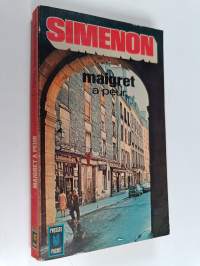 SIMENON
maigret
a peur
MAIGRET A PEUR
PRESSES
POCKET